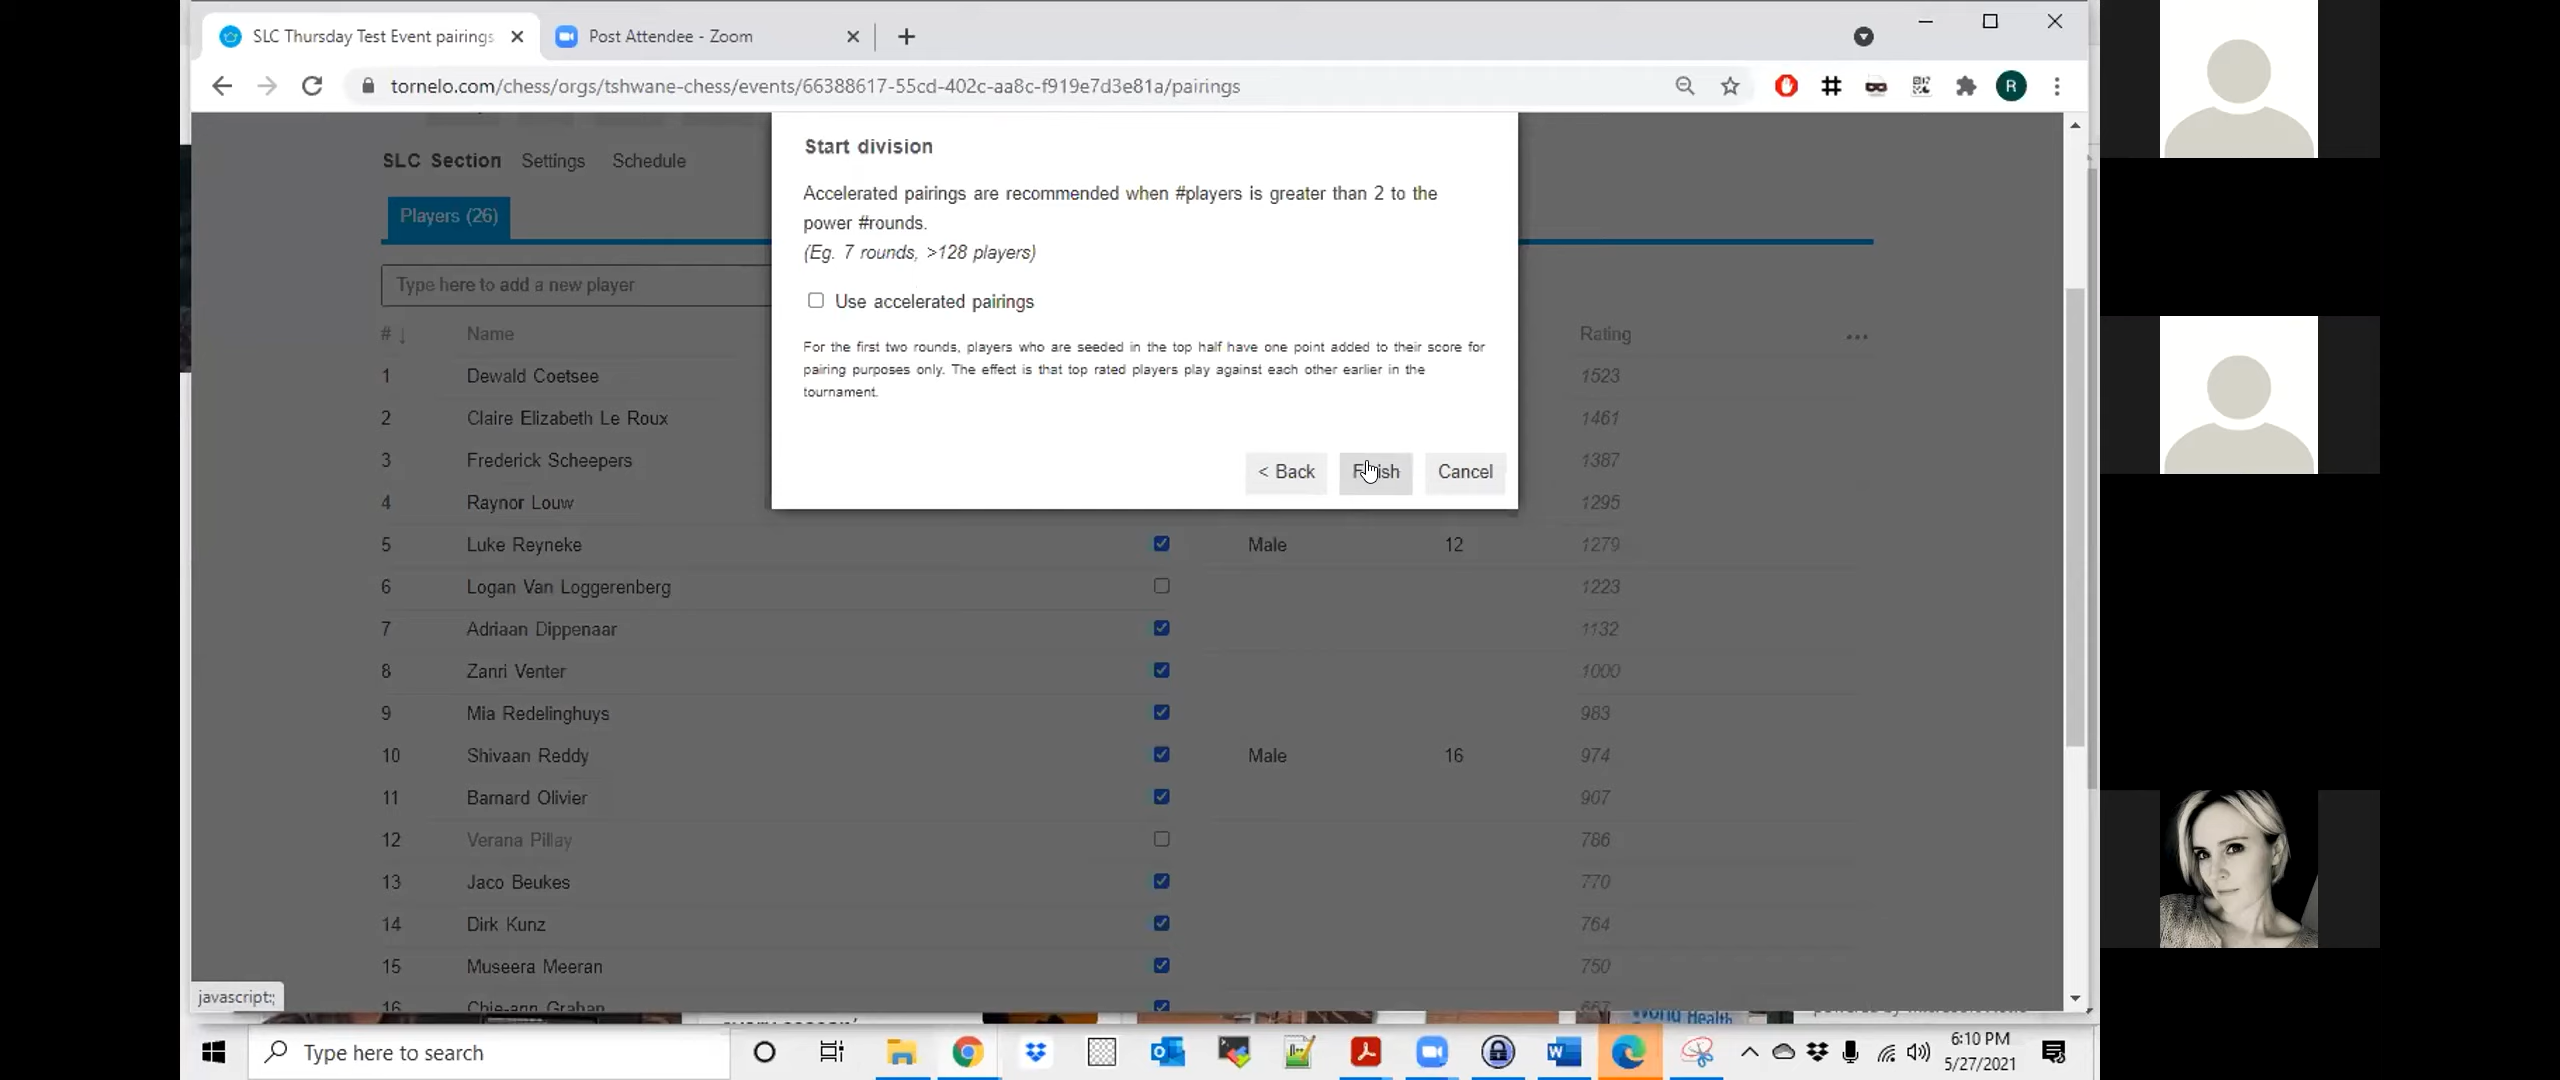 SLC Thursday Test Event pairings
Post Attendee - Zoom
tornelo.com/chess/orgs/tshwane-chess/events/66388617-55cd-402c-aa8c-f919e7d3e81a/pairings
R
Start division
SLC Section Settings Schedule
Accelerated pairings are recommended when #players is greater than 2 to the
power #rounds.
(Eg. 7 rounds, >128 players)
Players (26)
Type here to add a new player
Use accelerated pairings
For the first two rounds, players who are seeded in the top half have one point added to their score for
pairing purposes only. The effect is that top rated players play against each other earlier in the
tournament.
< Back Finish Cancel
# ↓ Name Rating ...
1 Dewald Coetsee 1523
2 Claire Elizabeth Le Roux 1461
3 Frederick Scheepers 1387
4 Raynor Louw 1295
5 Luke Reyneke Male 12 1279
6 Logan Van Loggerenberg 1223
7 Adriaan Dippenaar 1132
8 Zanri Venter 1000
9 Mia Redelinghuys 983
10 Shivaan Reddy Male 16 974
11 Barnard Olivier 907
12 Verana Pillay 786
13 Jaco Beukes 770
14 Dirk Kunz 764
15 Museera Meeran 750
16 Chie-ann Grahan 667
javascript:;
World Health
Type here to search
6:10 PM
5/27/2021